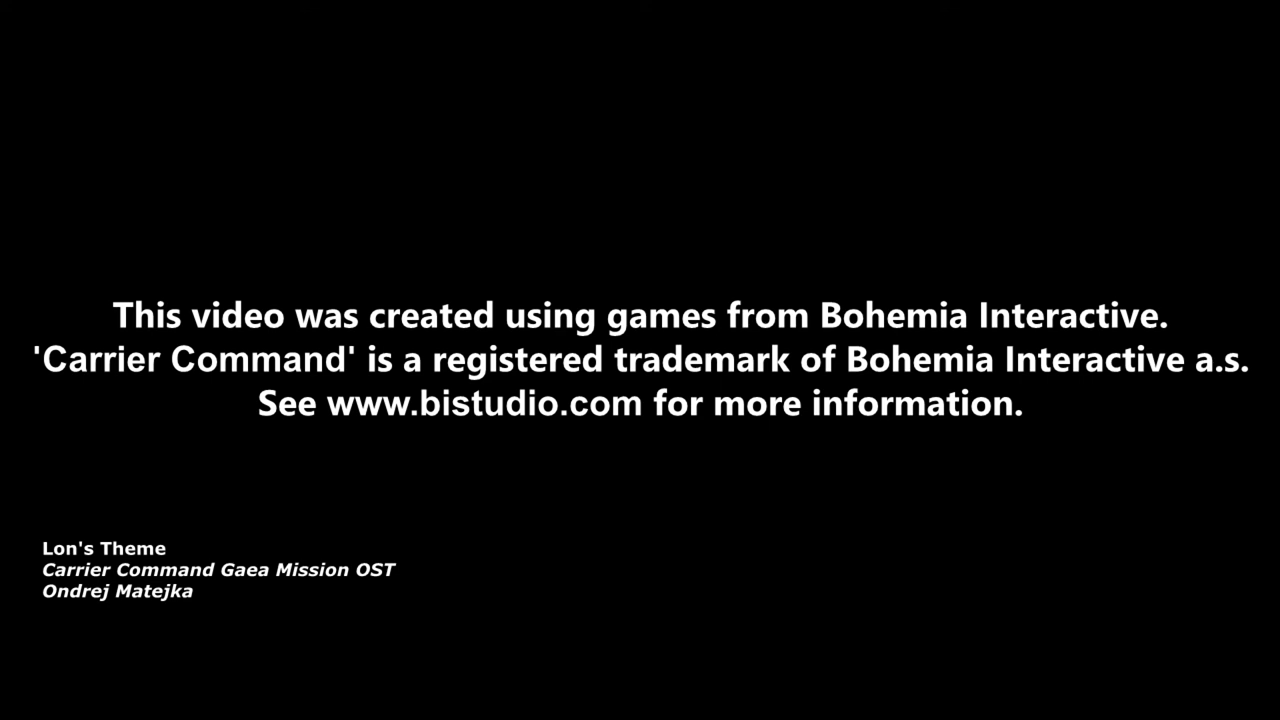 This video was created using games from Bohemia Interactive.
'Carrier Command' is a registered trademark of Bohemia Interactive a.s.
See www.bistudio.com for more information.
Lon's Theme
Carrier Command Gaea Mission OST
Ondrej Matejka